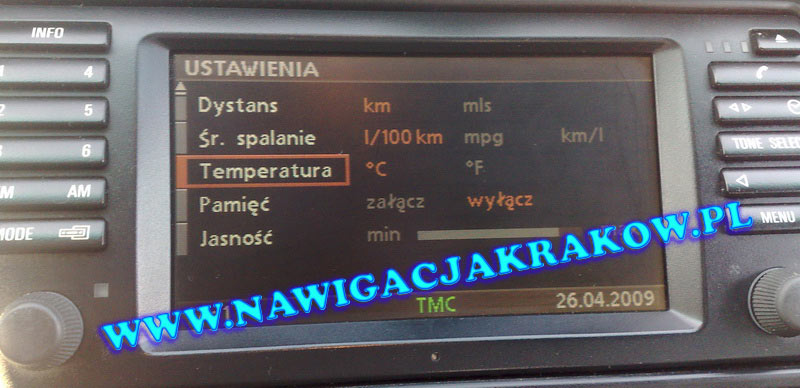 INFO
USTAWIENIA
4
Dystans km mls
5
Śr. spalanie l/100 km mpg km/l
6
TONE SELEC
Temperatura °C °F
AM
Pamięć załącz wyłącz
MENU
MODE
Jasność min
WWW.NAWIGACJAKRAKOW.PL
TMC 26.04.2009